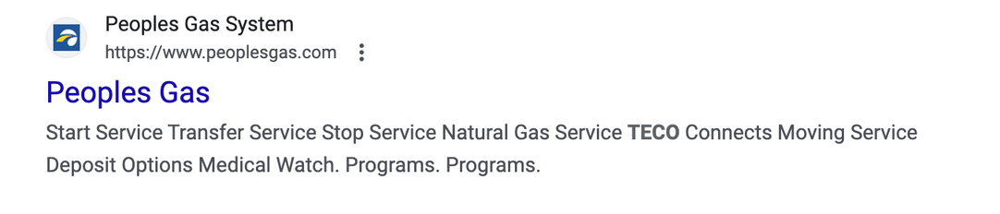 Peoples Gas System
https://www.peoplesgas.com
Peoples Gas
Start Service Transfer Service Stop Service Natural Gas Service TECO Connects Moving Service
Deposit Options Medical Watch. Programs. Programs.